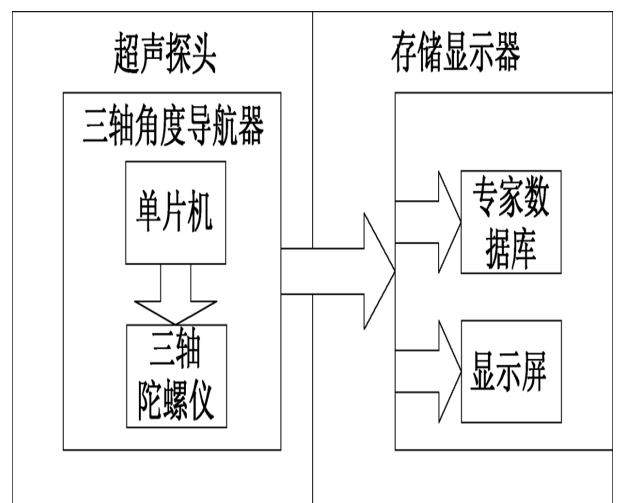 超声探头
存储显示器
三轴角度导航器
单片机
三轴
陀螺仪
专家数
据库
显示屏